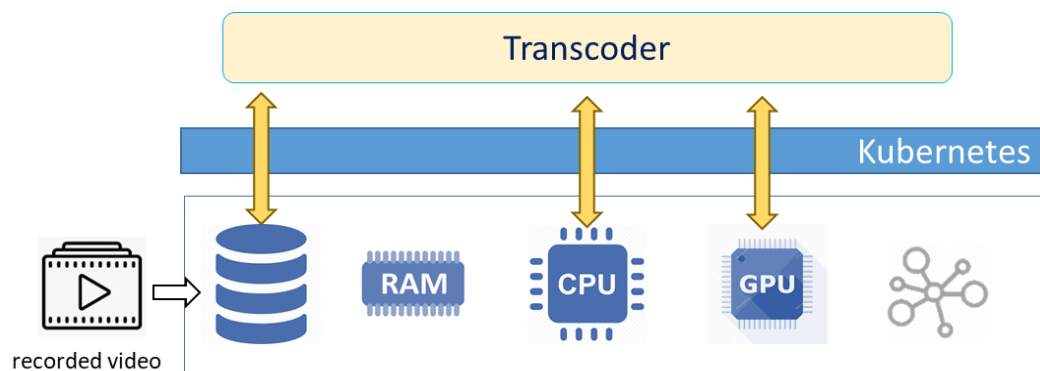 Transcoder
Kubernetes
RAM
CPU
GPU
recorded video